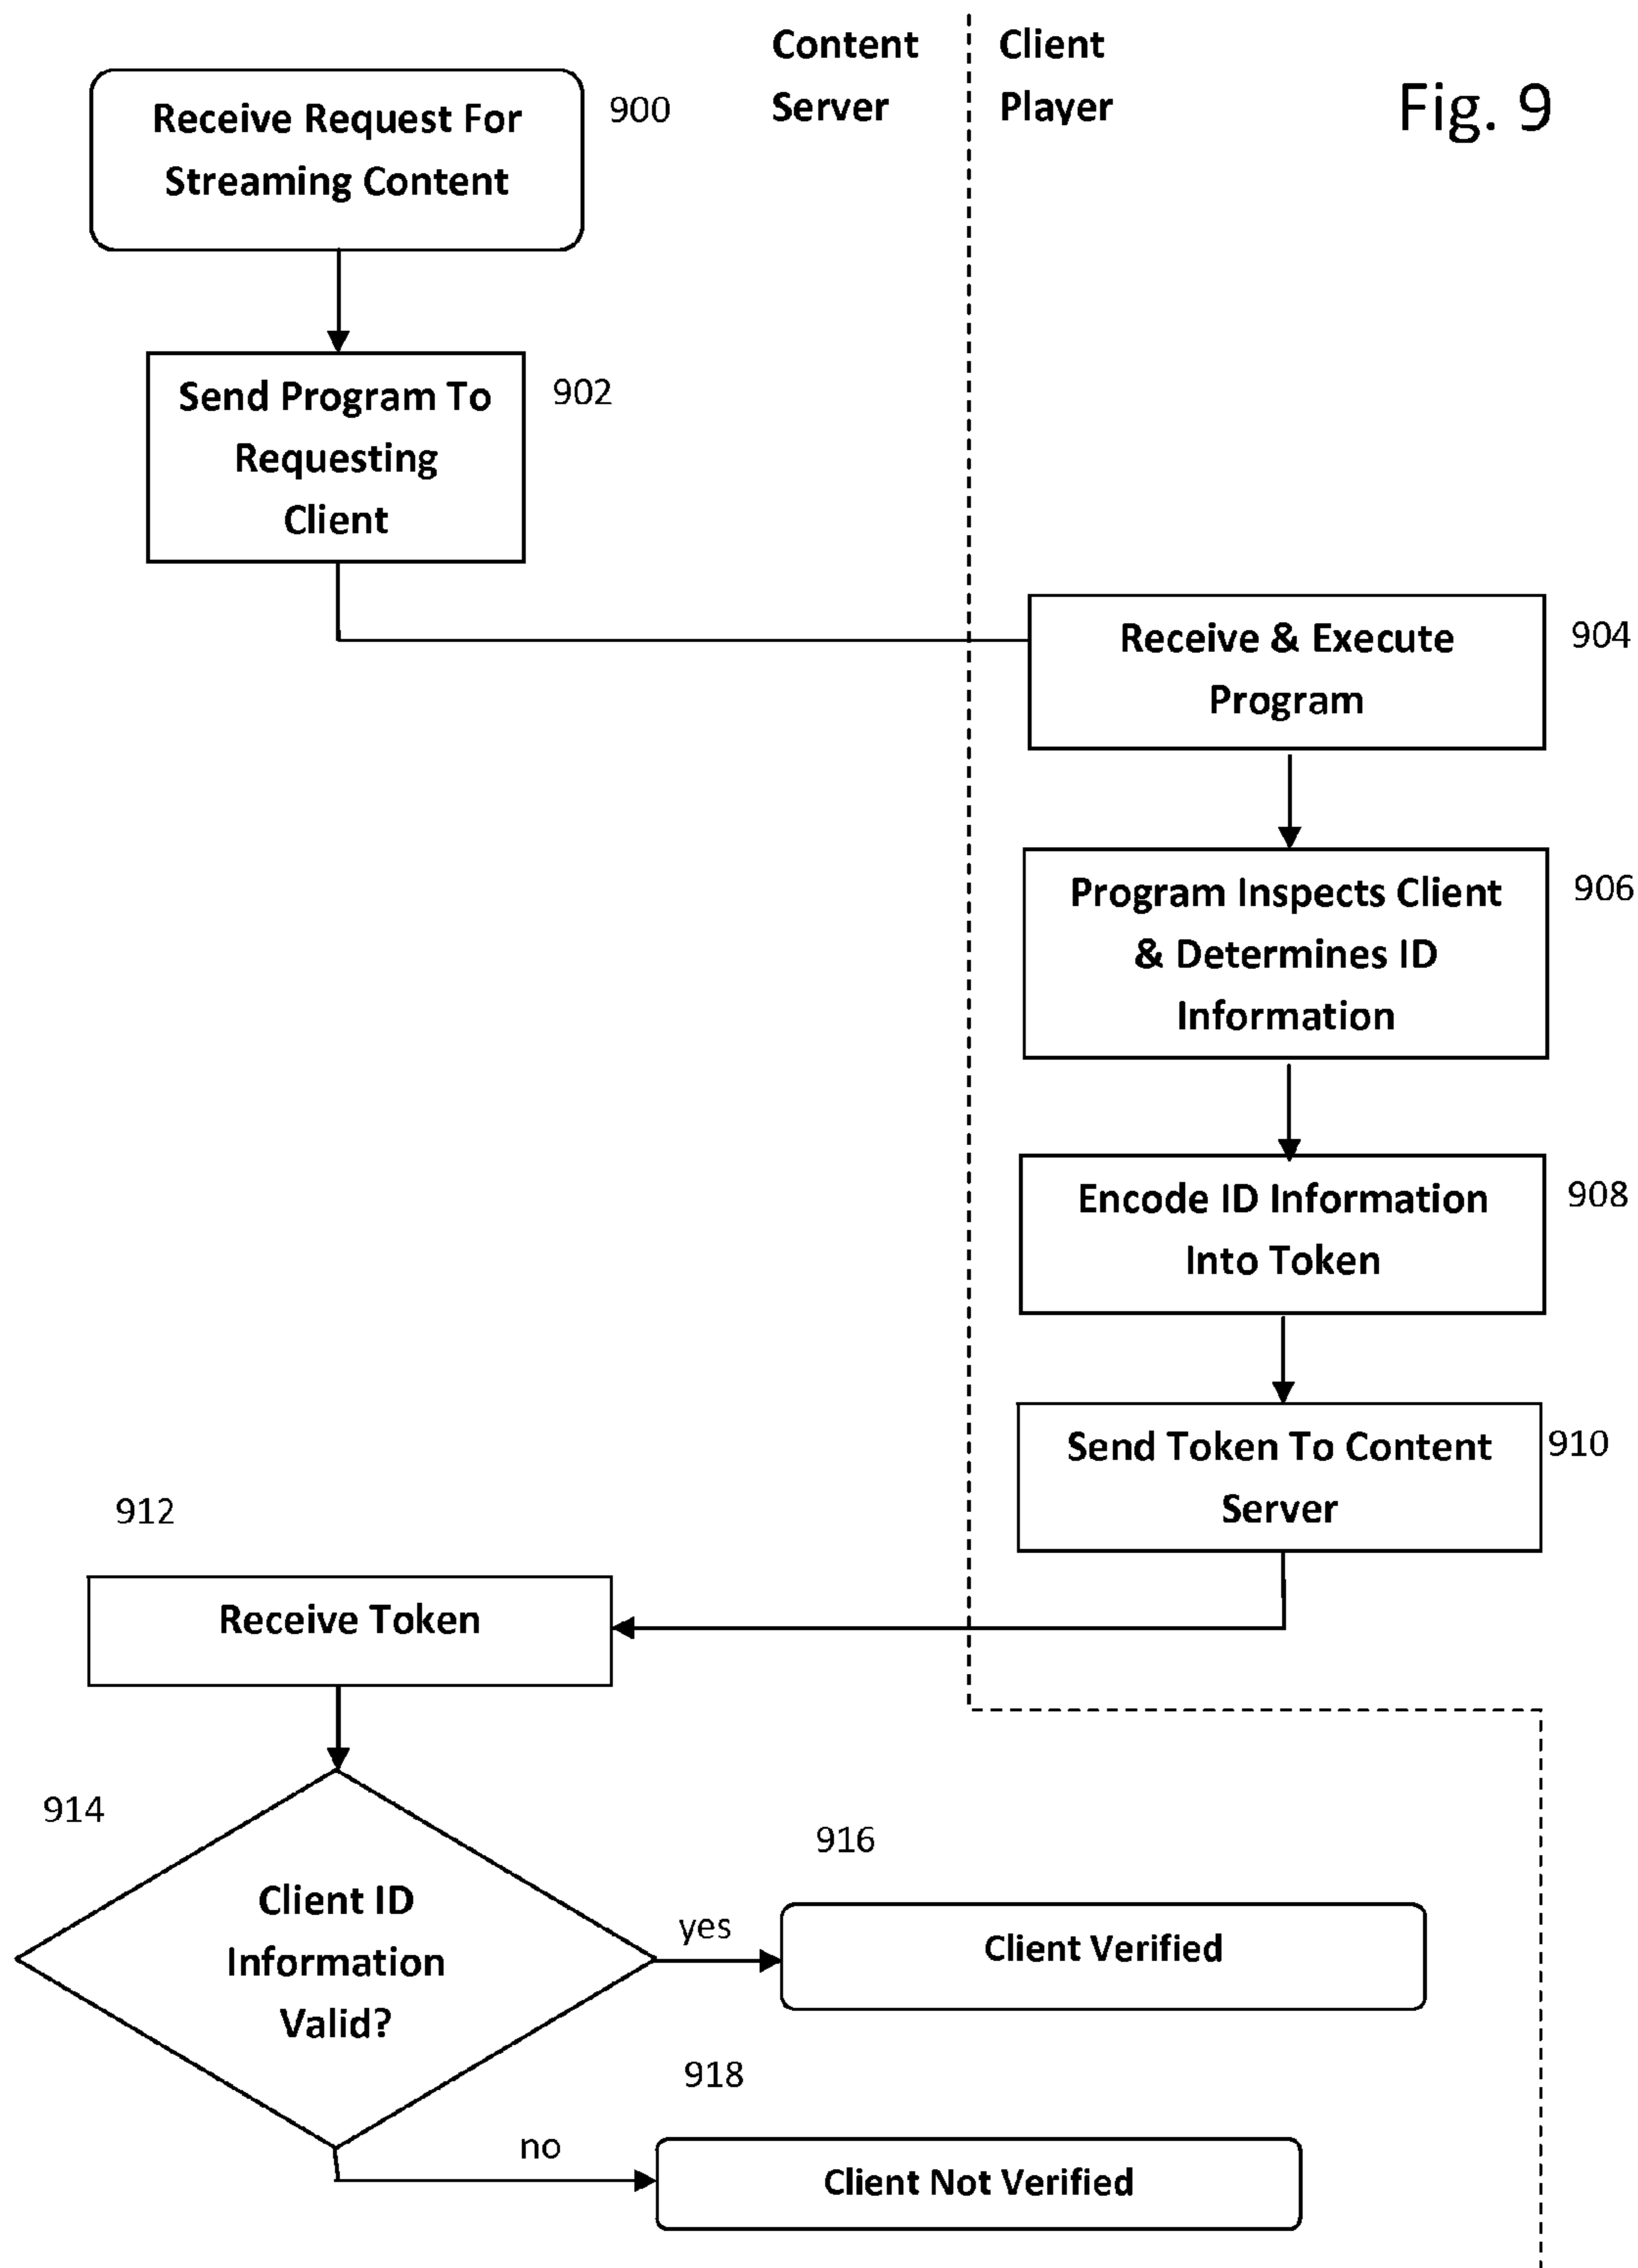 Content
Server
Client
Player
Fig. 9
Receive Request For
Streaming Content
900
Send Program To
Requesting
Client
902
Receive & Execute
Program
904
Program Inspects Client
& Determines ID
Information
906
Encode ID Information
Into Token
908
Send Token To Content
Server
910
912
Receive Token
914
Client ID
Information
Valid?
yes
916
Client Verified
no
918
Client Not Verified